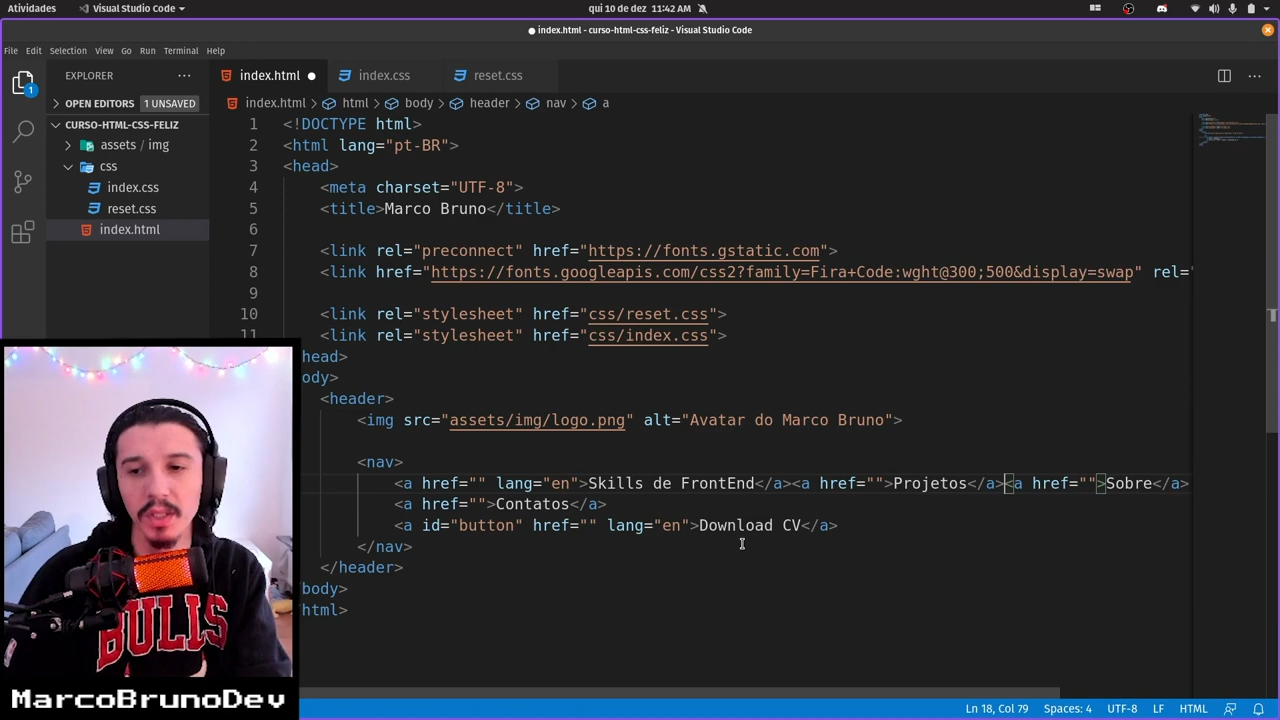 Atividades
Visual Studio Code
qui 10 de dez 11:42 AM
index.html - curso-html-css-feliz - Visual Studio Code
File Edit Selection View Go Run Terminal Help
EXPLORER
index.html
index.css
reset.css
OPEN EDITORS 1 UNSAVED
index.html > html > body > header > nav > a
CURSO-HTML-CSS-FELIZ
assets / img
css
index.css
reset.css
index.html
1
1 <!DOCTYPE html>
2 <html lang="pt-BR">
3 <head>
4 <meta charset="UTF-8">
5 <title>Marco Bruno</title>
6
7 <link rel="preconnect" href="https://fonts.gstatic.com">
8 <link href="https://fonts.googleapis.com/css2?family=Fira+Code:wght@300;500&display=swap" rel="
9
10 <link rel="stylesheet" href="css/reset.css">
11 <link rel="stylesheet" href="css/index.css">
head>
ody>
<header>
<img src="assets/img/logo.png" alt="Avatar do Marco Bruno">
<nav>
<a href="" lang="en">Skills de FrontEnd</a><a href="">Projetos</a><a href="">Sobre</a>
<a href="">Contatos</a>
<a id="button" href="" lang="en">Download CV</a>
</nav>
</header>
body>
html>
BULLS
MarcoBrunoDev
Ln 18, Col 79 Spaces: 4 UTF-8 LF HTML